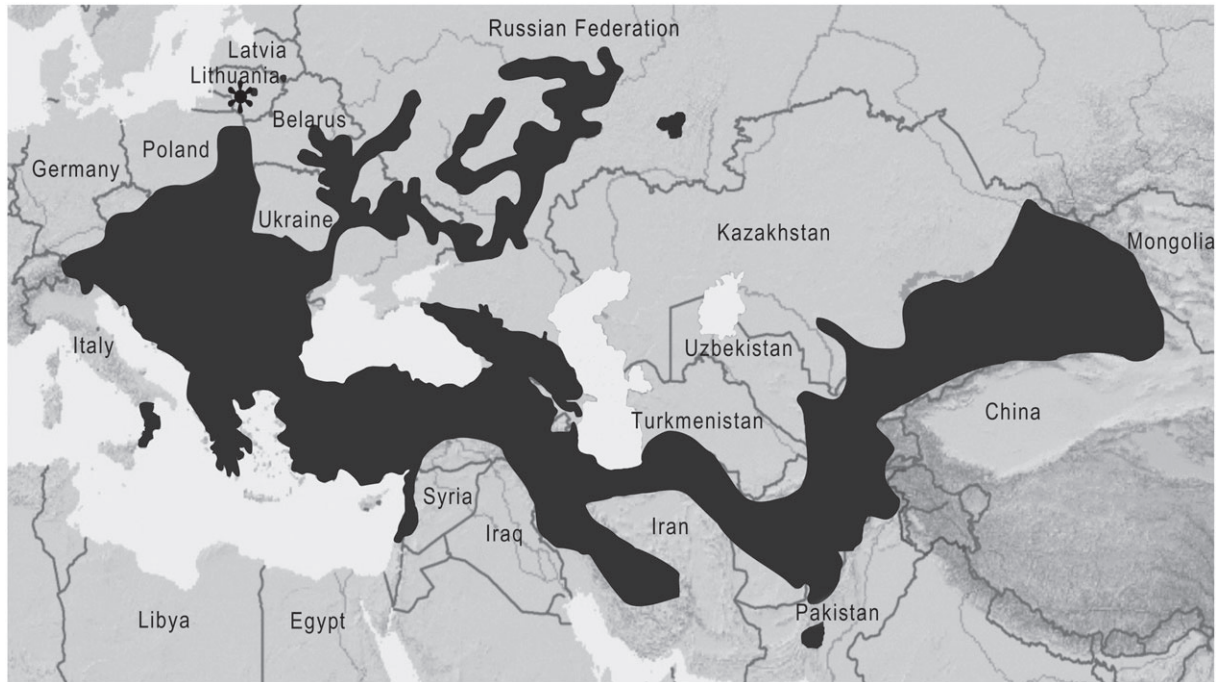 Russian Federation
Latvia
Lithuania
Belarus
Poland
Germany
Ukraine
Kazakhstan
Mongolia
Italy
Uzbekistan
Turkmenistan
China
Syria
Iraq
Iran
Pakistan
Libya
Egypt